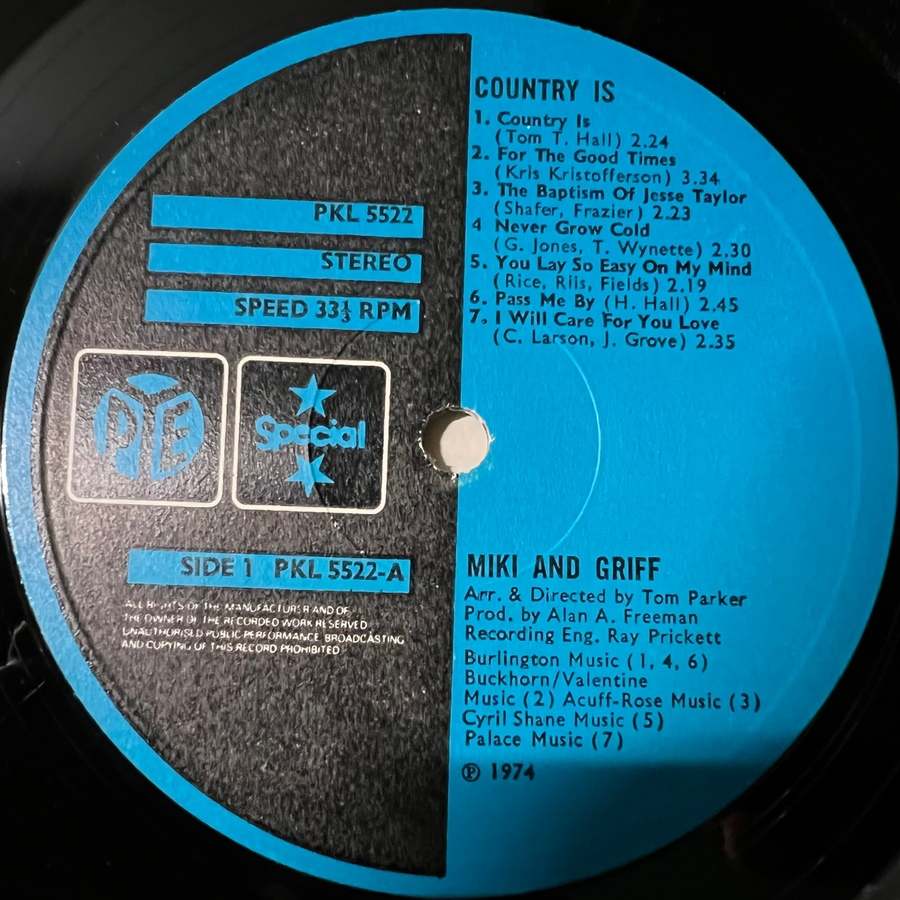 PKL 5522
STEREO
SPEED 33⅓ RPM
PYE
Special
SIDE 1 PKL 5522-A
ALL RIGHTS OF THE MANUFACTURER AND OF
THE OWNER OF THE RECORDED WORK RESERVED
UNAUTHORISED PUBLIC PERFORMANCE BROADCASTING
AND COPYING OF THIS RECORD PROHIBITED
COUNTRY IS
1. Country Is
(Tom T. Hall) 2.24
2. For The Good Times
(Kris Kristofferson) 3.34
3. The Baptism Of Jesse Taylor
(Shafer, Frazier) 2.23
4 Never Grow Cold
(G. Jones, T. Wynette) 2.30
5. You Lay So Easy On My Mind
(Rice, Rils, Fields) 2.19
6. Pass Me By (H. Hall) 2.45
7. I Will Care For You Love
(C. Larson, J. Grove) 2.35
MIKI AND GRIFF
Arr. & Directed by Tom Parker
Prod. by Alan A. Freeman
Recording Eng. Ray Prickett
Burlington Music (1, 4, 6)
Buckhorn/Valentine
Music (2) Acuff-Rose Music (3)
Cyril Shane Music (5)
Palace Music (7)
℗ 1974